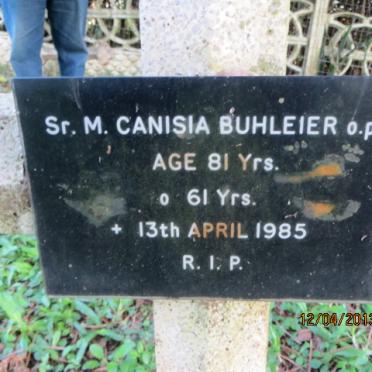 Sr. M. CANISIA BUHLEIER o.p
AGE 81 Yrs.
o 61 Yrs.
+ 13th APRIL 1985
R. I. P.
12/04/2013